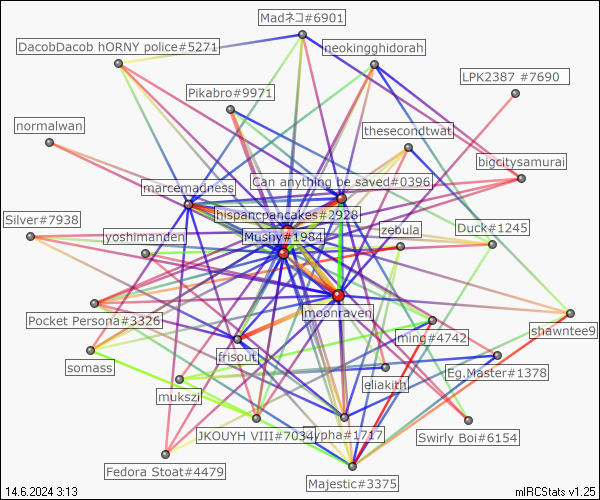 Madネコ#6901
DacobDacob hORNY police#5271
neokingghidorah
LPK2387 #7690
Pikabro#9971
normalwan
thesecondtwat
bigcitysamurai
marcemadness
Can anything be saved#0396
hispancpancakes#2928
Silver#7938
yoshimanden
Mushy#1984
zebula
Duck#1245
Pocket Persona#3326
moonraven
ming#4742
shawntee9
somass
frisout
Eg.Master#1378
mukszi
eliakith
JKOUYH VIII#7034
ypha#1717
Swirly Boi#6154
Fedora Stoat#4479
Majestic#3375
14.6.2024 3:13
mIRCStats v1.25